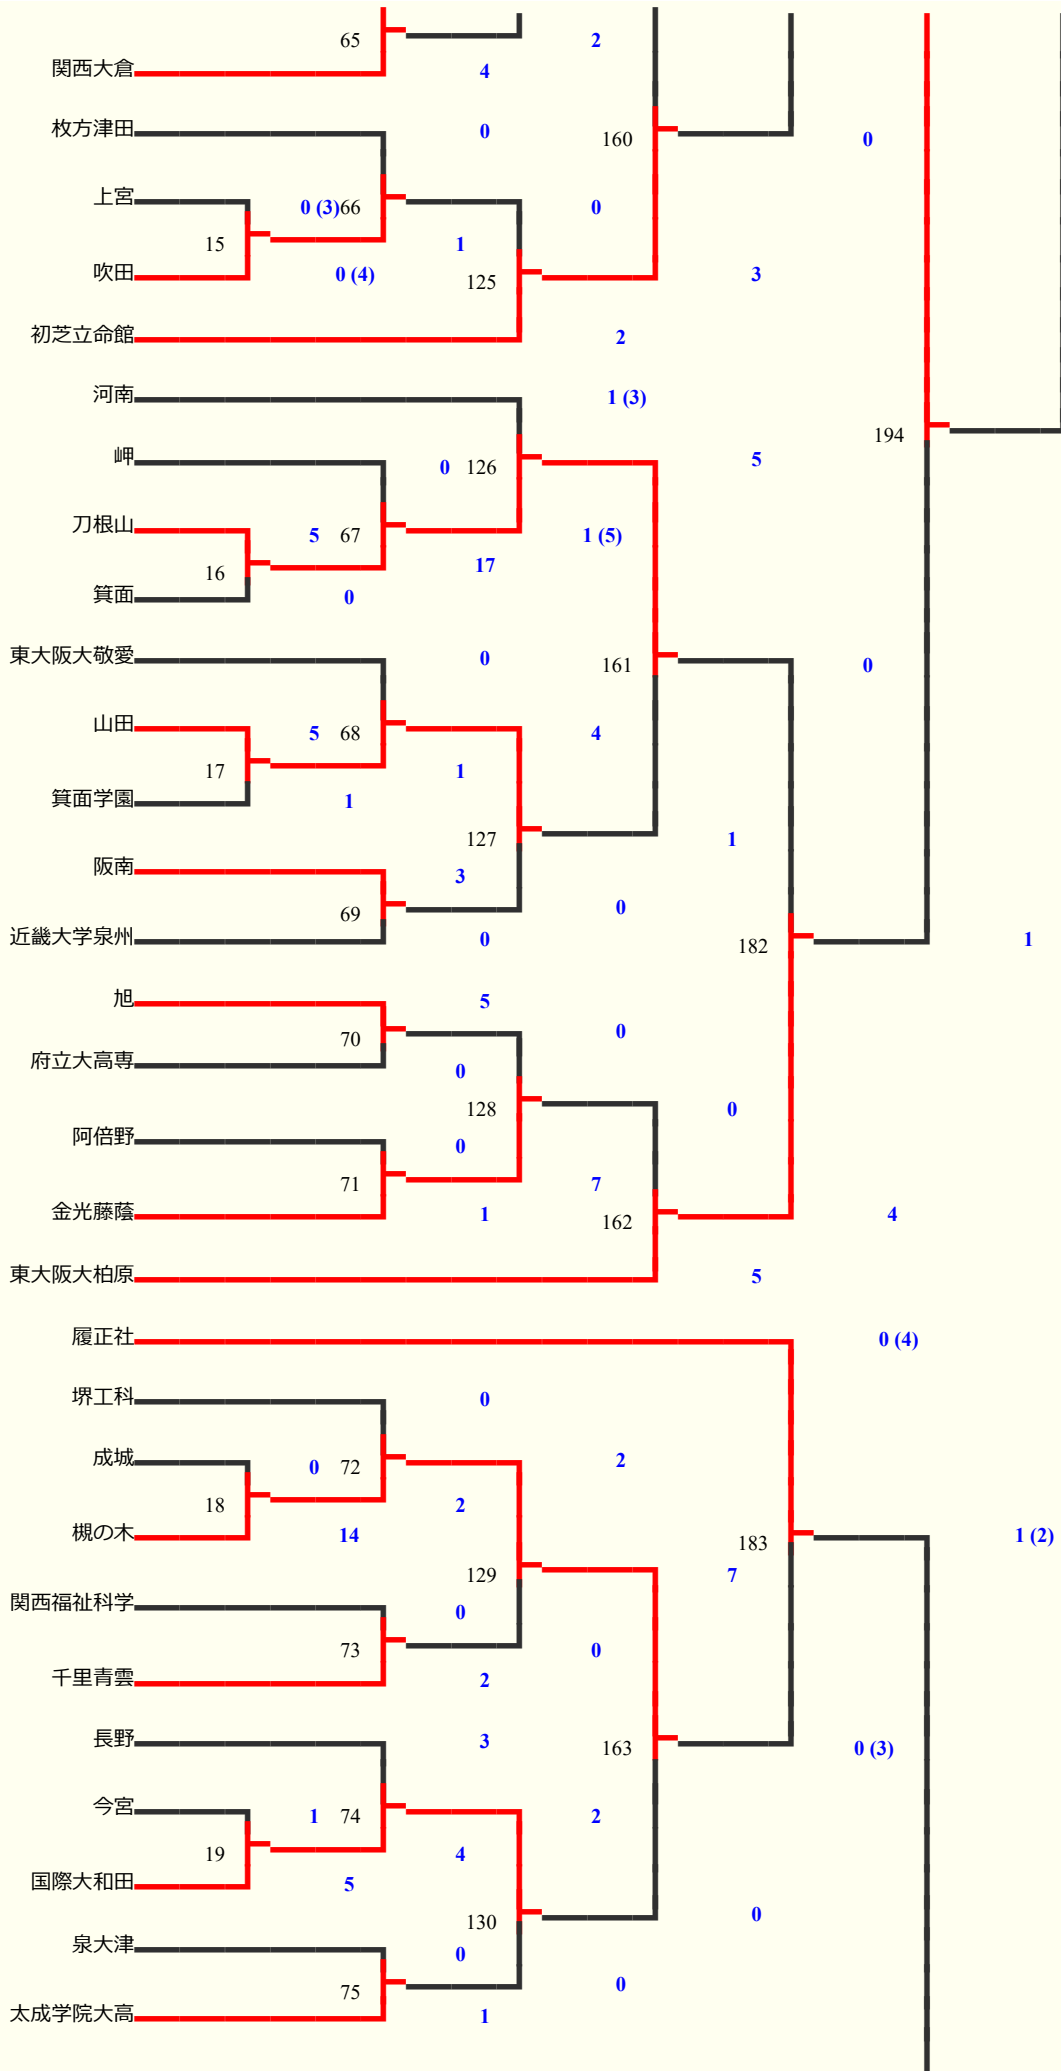 65
2
関西大倉
4
枚方津田
0
160
0
上宮
0 (3)
66
0
15
1
吹田
0 (4)
125
3
初芝立命館
2
河南
1 (3)
194
岬
0
126
5
刀根山
5
67
1 (5)
16
17
箕面
0
東大阪大敬愛
0
161
0
山田
5
68
4
17
1
箕面学園
1
127
1
阪南
3
69
0
近畿大学泉州
0
182
1
旭
5
70
0
府立大高専
0
128
0
阿倍野
0
71
7
金光藤蔭
1
162
4
東大阪大柏原
5
履正社
0 (4)
堺工科
0
成城
0
72
2
18
2
槻の木
14
183
1 (2)
129
7
関西福祉科学
0
73
0
千里青雲
2
長野
3
163
0 (3)
今宮
1
74
2
19
4
国際大和田
5
130
0
泉大津
0
75
0
太成学院大高
1